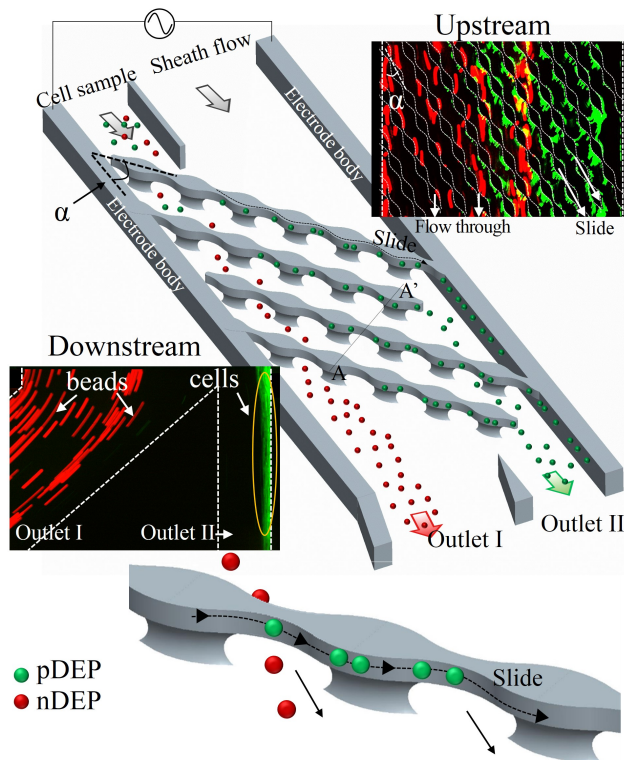 Upstream
Sheath flow
Cell sample
Electrode body
α
α
Flow through
Slide
Slide
Electrode body
A'
A
Downstream
beads
cells
Outlet I
Outlet II
Outlet I
Outlet II
Slide
pDEP
nDEP